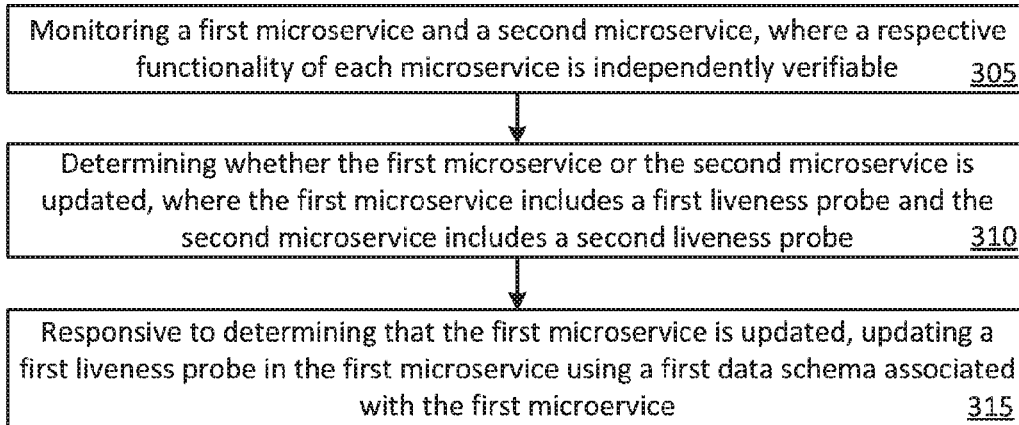 Monitoring a first microservice and a second microservice, where a respective
functionality of each microservice is independently verifiable 305
Determining whether the first microservice or the second microservice is
updated, where the first microservice includes a first liveness probe and the
second microservice includes a second liveness probe 310
Responsive to determining that the first microservice is updated, updating a
first liveness probe in the first microservice using a first data schema associated
with the first microervice 315